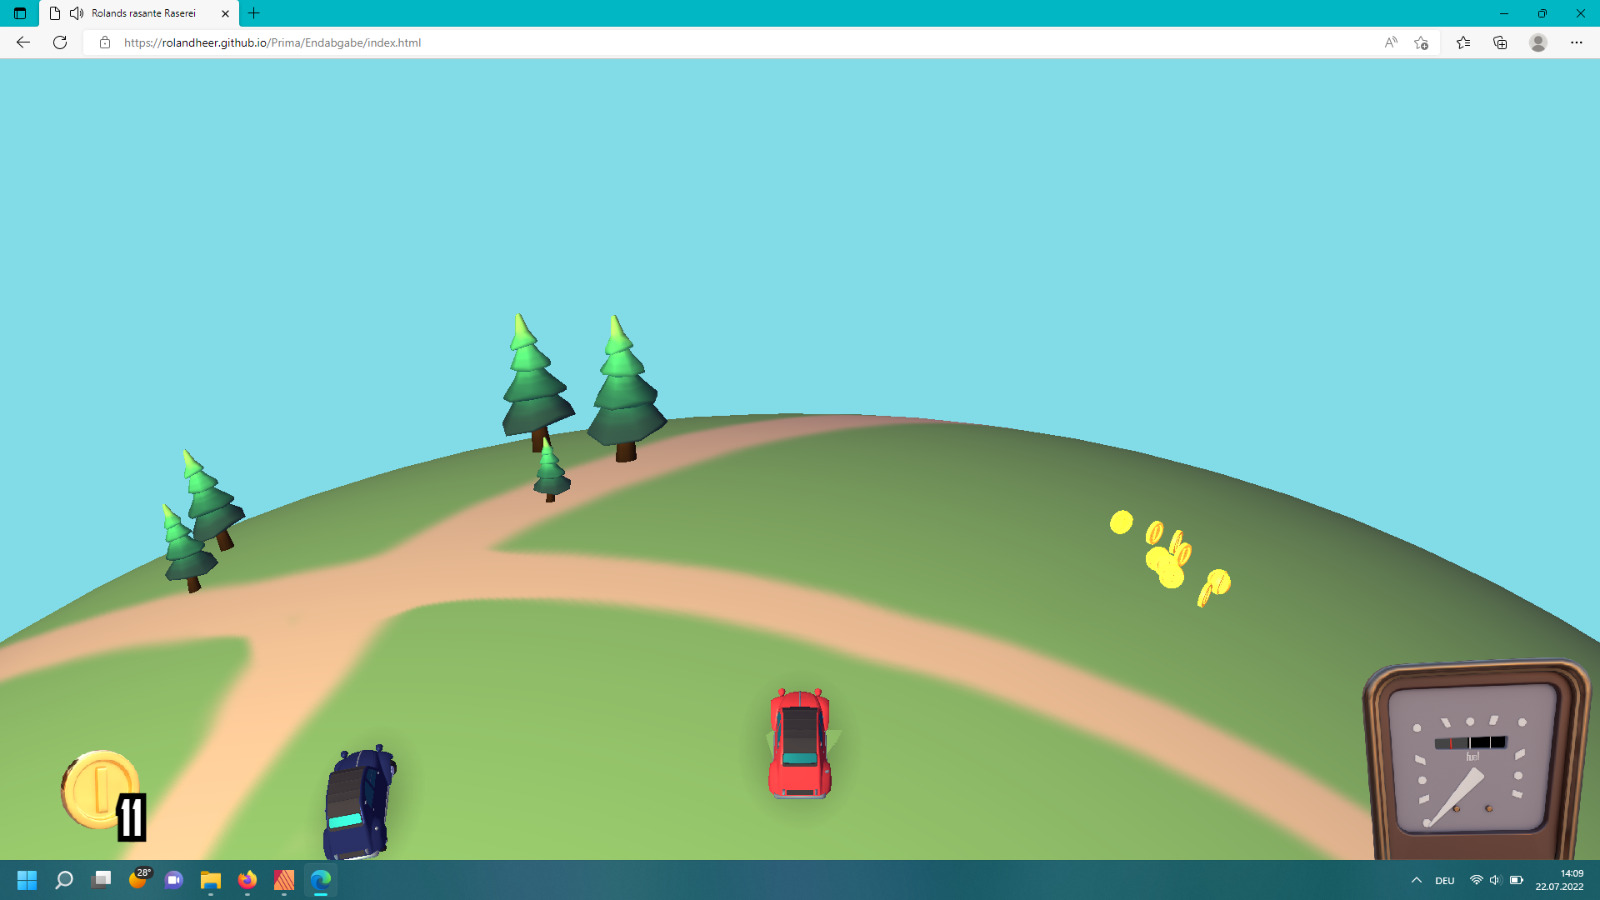 Rolands rasante Raserei
https://rolandheer.github.io/Prima/Endabgabe/index.html
11
fuel
28°
DEU
14:09
22.07.2022